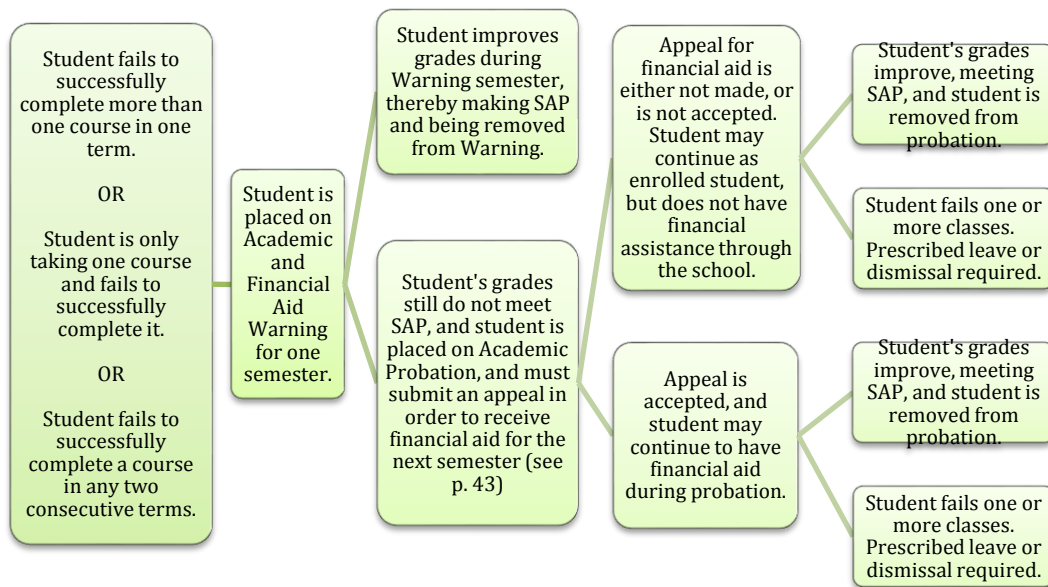 Student fails to
successfully
complete more than
one course in one
term.
OR
Student is only
taking one course
and fails to
successfully
complete it.
OR
Student fails to
successfully
complete a course
in any two
consecutive terms.
Student is
placed on
Academic
and
Financial
Aid
Warning
for one
semester.
Student improves
grades during
Warning semester,
thereby making SAP
and being removed
from Warning.
Student's grades
still do not meet
SAP, and student is
placed on Academic
Probation, and must
submit an appeal in
order to receive
financial aid for the
next semester (see
p. 43)
Appeal for
financial aid is
either not made, or
is not accepted.
Student may
continue as
enrolled student,
but does not have
financial
assistance through
the school.
Appeal is
accepted, and
student may
continue to have
financial aid
during probation.
Student's grades
improve, meeting
SAP, and student is
removed from
probation.
Student fails one or
more classes.
Prescribed leave or
dismissal required.
Student's grades
improve, meeting
SAP, and student is
removed from
probation.
Student fails one or
more classes.
Prescribed leave or
dismissal required.